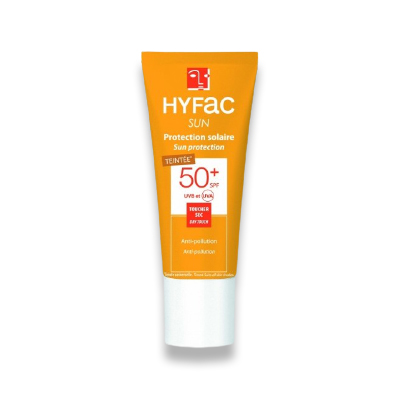 HYFAC
SUN
Protection solaire
Sun protection
TEINTÉE
50+
SPF
UVB et UVA
TOUCHER
SEC
DRY TOUCH
Anti-pollution
Anti-pollution